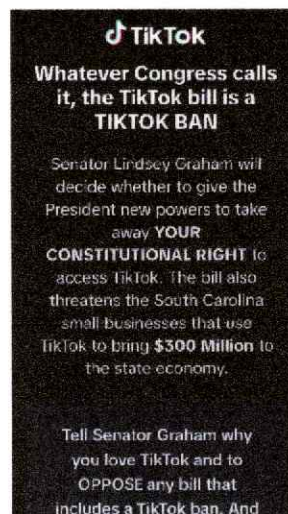 TikTok
Whatever Congress calls
it, the TikTok bill is a
TIKTOK BAN
Senator Lindsey Graham will
decide whether to give the
President new powers to take
away YOUR
CONSTITUTIONAL RIGHT to
access TikTok. The bill also
threatens the South Carolina
small businesses that use
TikTok to bring $300 Million to
the state economy.
Tell Senator Graham why
you love TikTok and to
OPPOSE any bill that
includes a TikTok ban. And